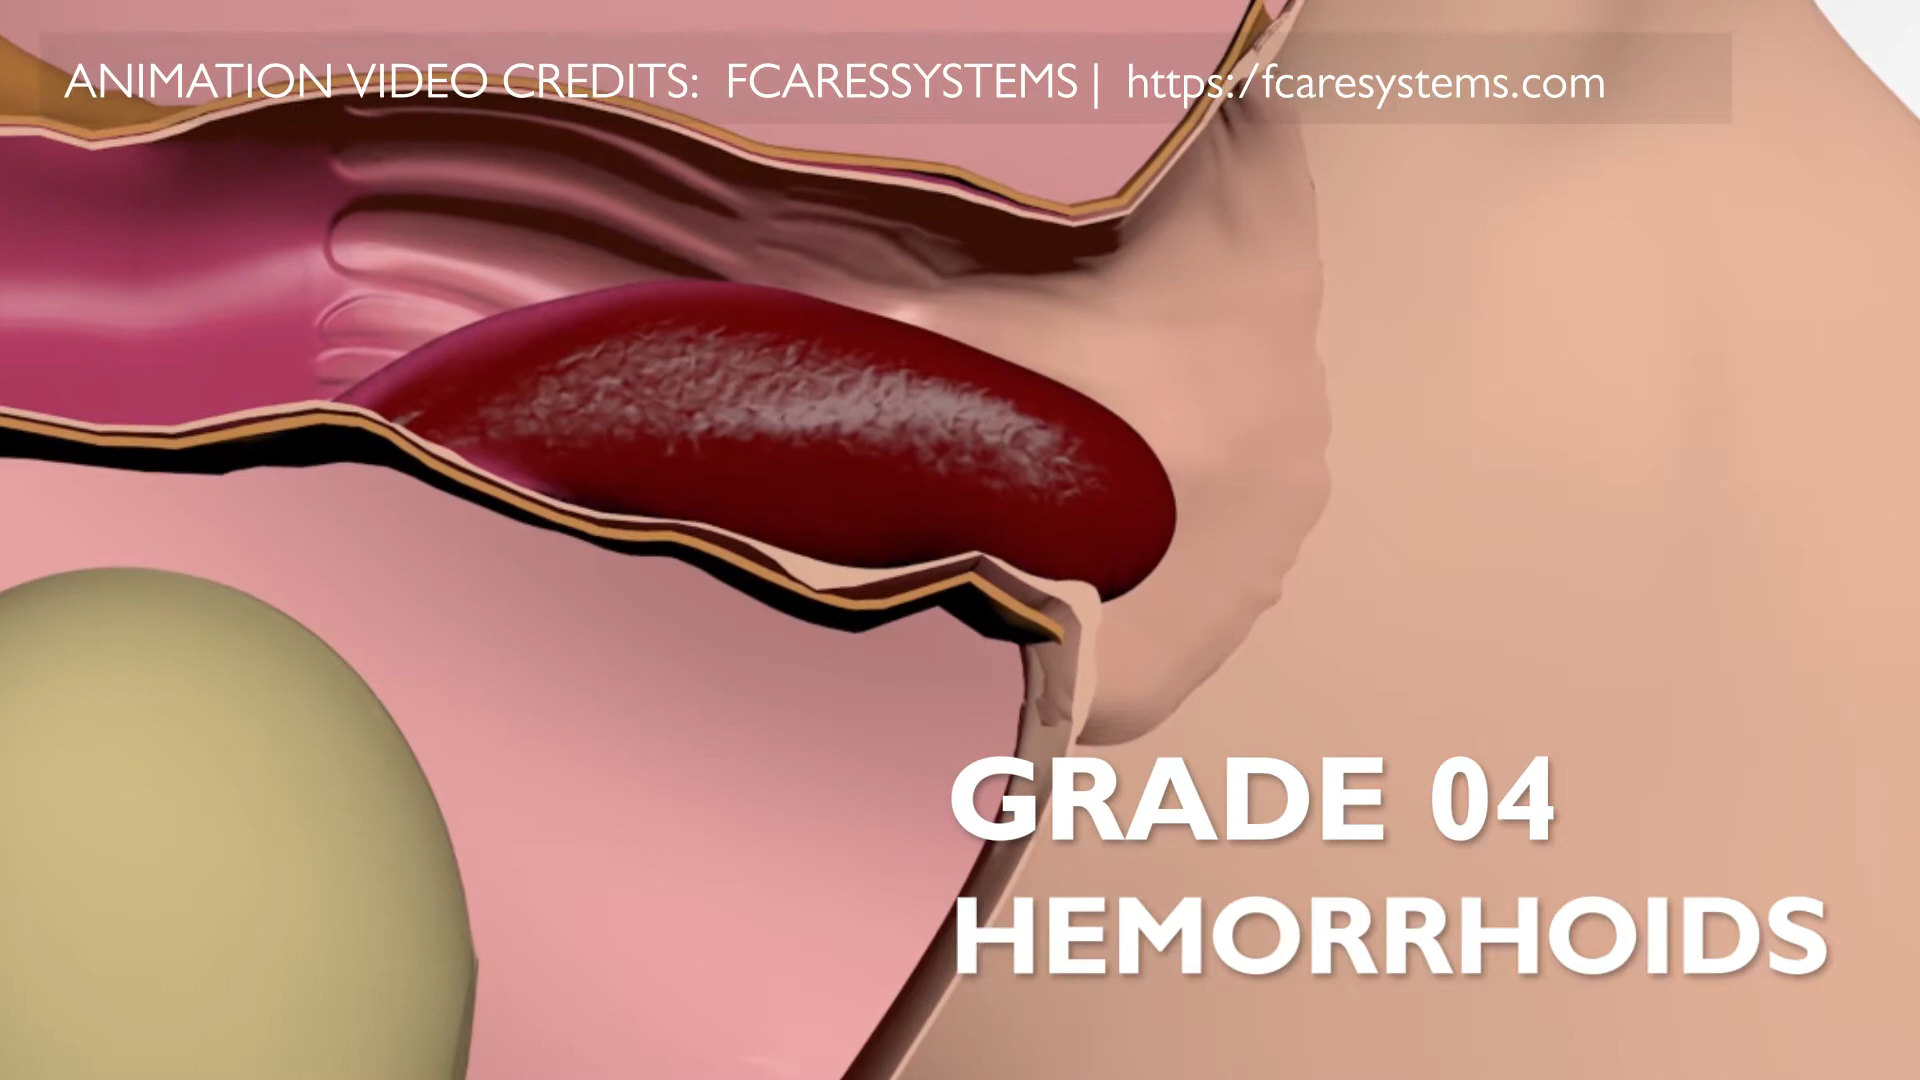 ANIMATION VIDEO CREDITS: FCARESSYSTEMS | https:/fcaresystems.com
GRADE 04
HEMORRHOIDS